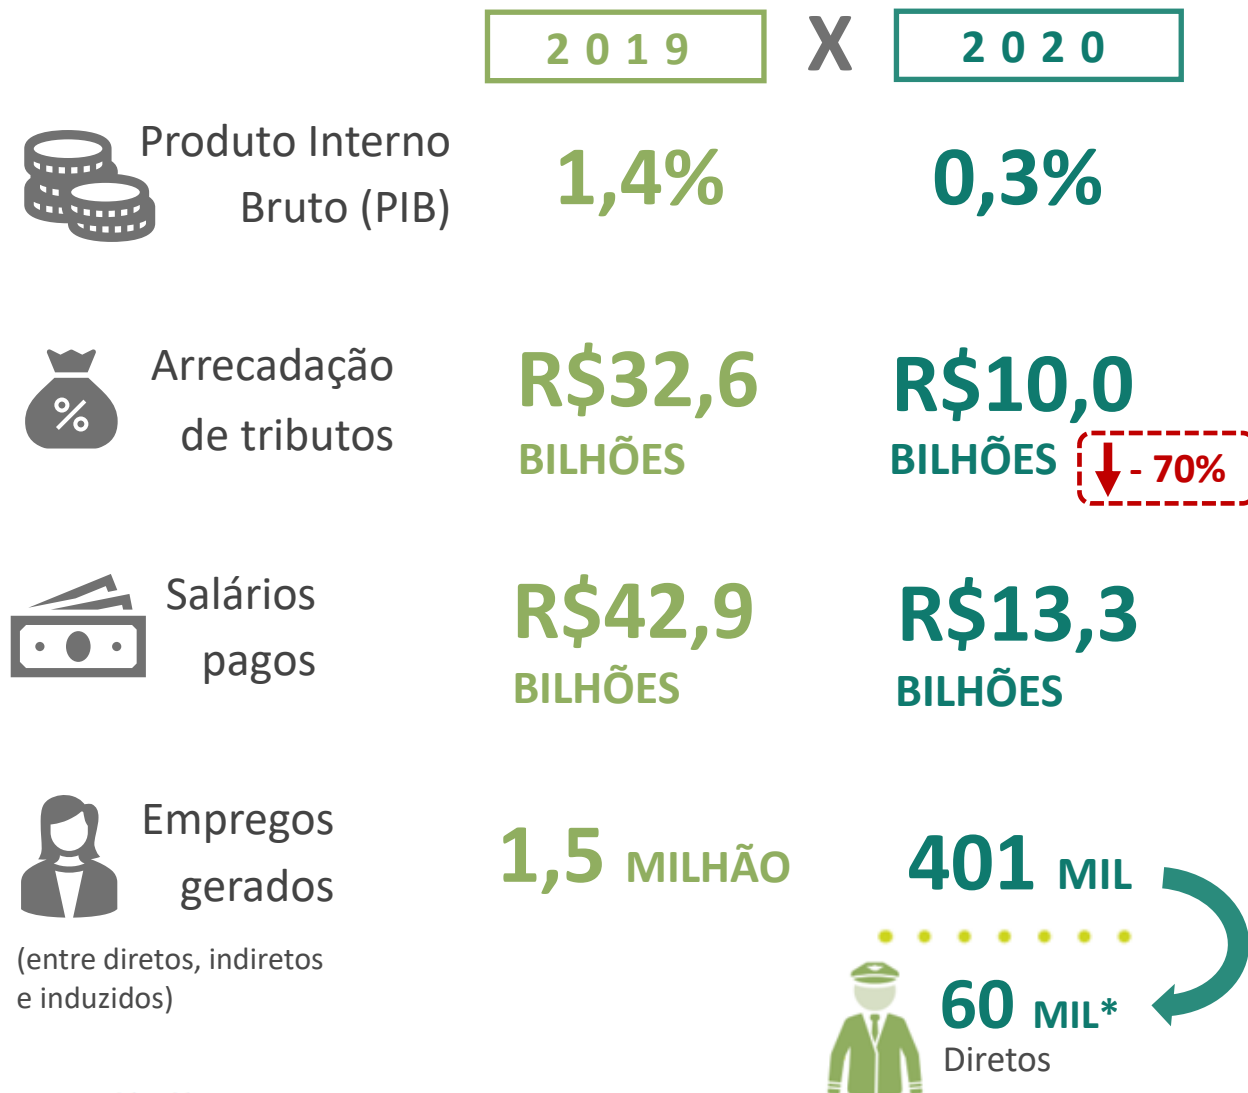 2019 X 2020
Produto Interno
Bruto (PIB)
1,4%
0,3%
%
Arrecadação
de tributos
R$32,6
BILHÕES
R$10,0
BILHÕES
- 70%
Salários
pagos
R$42,9
BILHÕES
R$13,3
BILHÕES
Empregos
gerados
(entre diretos, indiretos
e induzidos)
1,5 MILHÃO
401 MIL
60 MIL*
Diretos